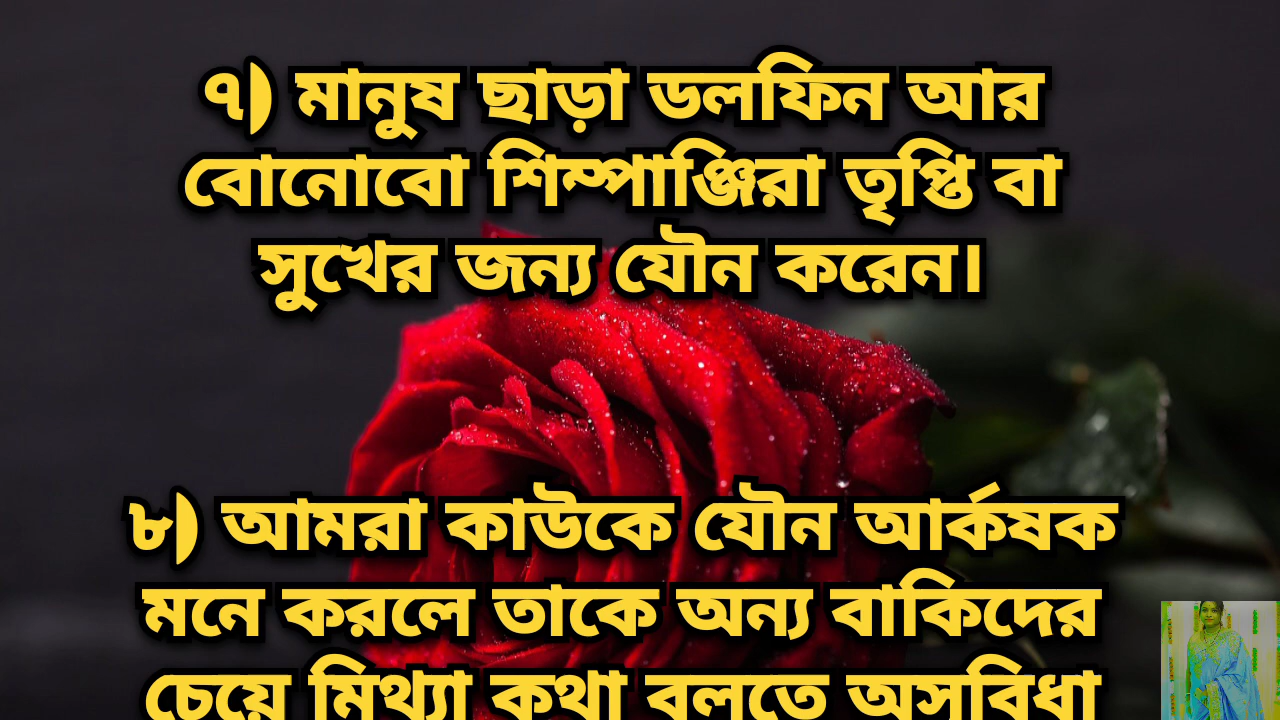 ৭) মানুষ ছাড়া ডলফিন আর
বোনোবো শিম্পাঞ্জিরা তৃপ্তি বা
সুখের জন্য যৌন করেন।
৮) আমরা কাউকে যৌন আর্কষক
মনে করলে তাকে অন্য বাকিদের
চেয়ে মিথ্যা কথা বলতে অসুবিধা